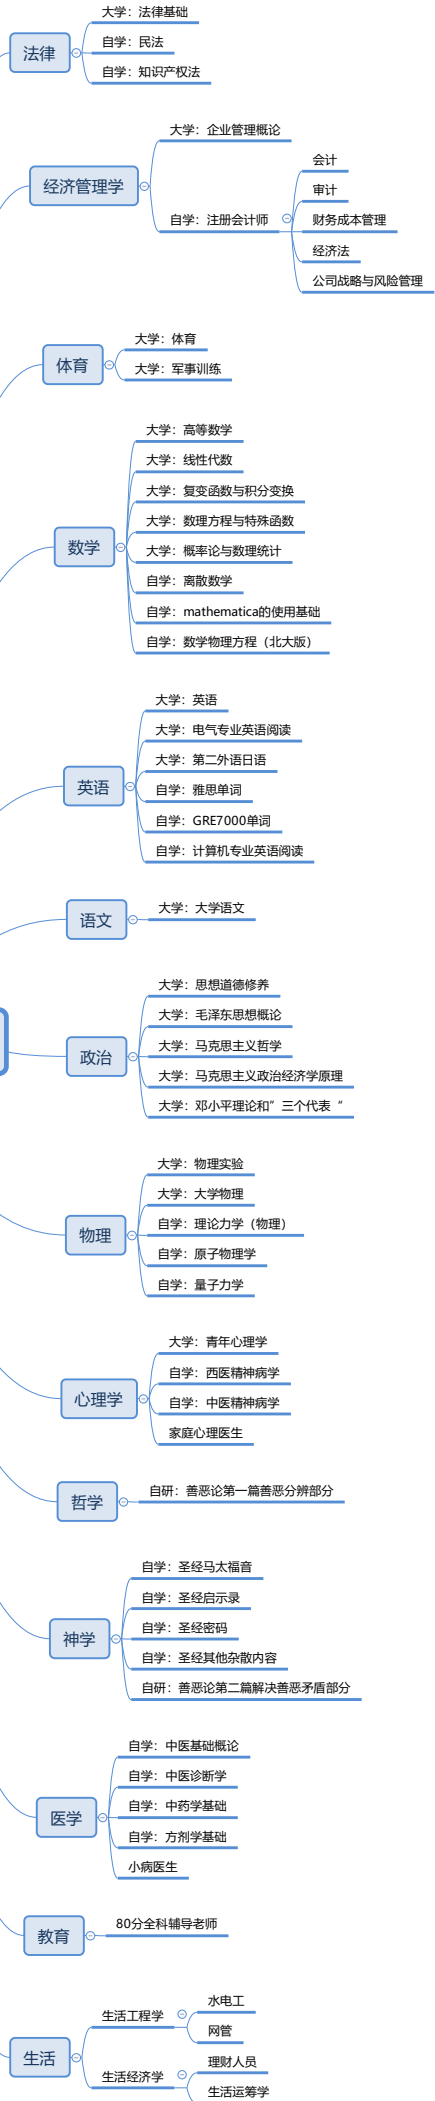 法律
大学：法律基础
自学：民法
自学：知识产权法
经济管理学
大学：企业管理概论
自学：注册会计师
会计
审计
财务成本管理
经济法
公司战略与风险管理
体育
大学：体育
大学：军事训练
数学
大学：高等数学
大学：线性代数
大学：复变函数与积分变换
大学：数理方程与特殊函数
大学：概率论与数理统计
自学：离散数学
自学：mathematica的使用基础
自学：数学物理方程（北大版）
英语
大学：英语
大学：电气专业英语阅读
大学：第二外语日语
自学：雅思单词
自学：GRE7000单词
自学：计算机专业英语阅读
语文
大学：大学语文
政治
大学：思想道德修养
大学：毛泽东思想概论
大学：马克思主义哲学
大学：马克思主义政治经济学原理
大学：邓小平理论和”三个代表“
物理
大学：物理实验
大学：大学物理
自学：理论力学（物理）
自学：原子物理学
自学：量子力学
心理学
大学：青年心理学
自学：西医精神病学
自学：中医精神病学
家庭心理医生
哲学
自研：善恶论第一篇善恶分辨部分
神学
自学：圣经马太福音
自学：圣经启示录
自学：圣经密码
自学：圣经其他杂散内容
自研：善恶论第二篇解决善恶矛盾部分
医学
自学：中医基础概论
自学：中医诊断学
自学：中药学基础
自学：方剂学基础
小病医生
教育
80分全科辅导老师
生活
生活工程学
水电工
网管
生活经济学
理财人员
生活运筹学